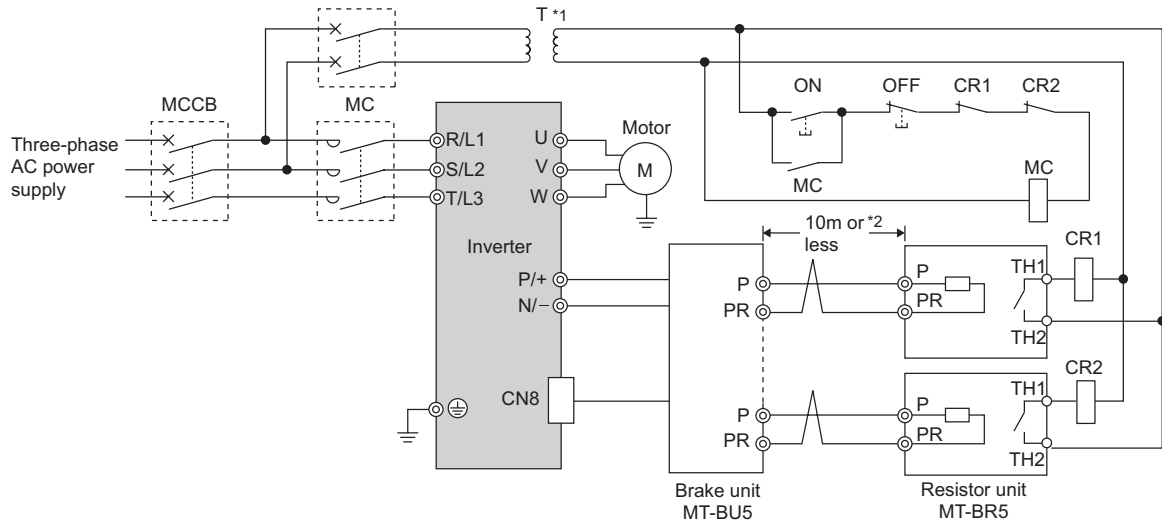 T *1
MCCB
MC
ON
OFF
CR1
CR2
Three-phase
AC power
supply
R/L1
S/L2
T/L3
U
V
W
Motor
M
MC
MC
Inverter
10m or *2
less
CR1
P/+
N/−
P
PR
P
PR
TH1
TH2
CR2
CN8
P
PR
P
PR
TH1
TH2
Brake unit
MT-BU5
Resistor unit
MT-BR5